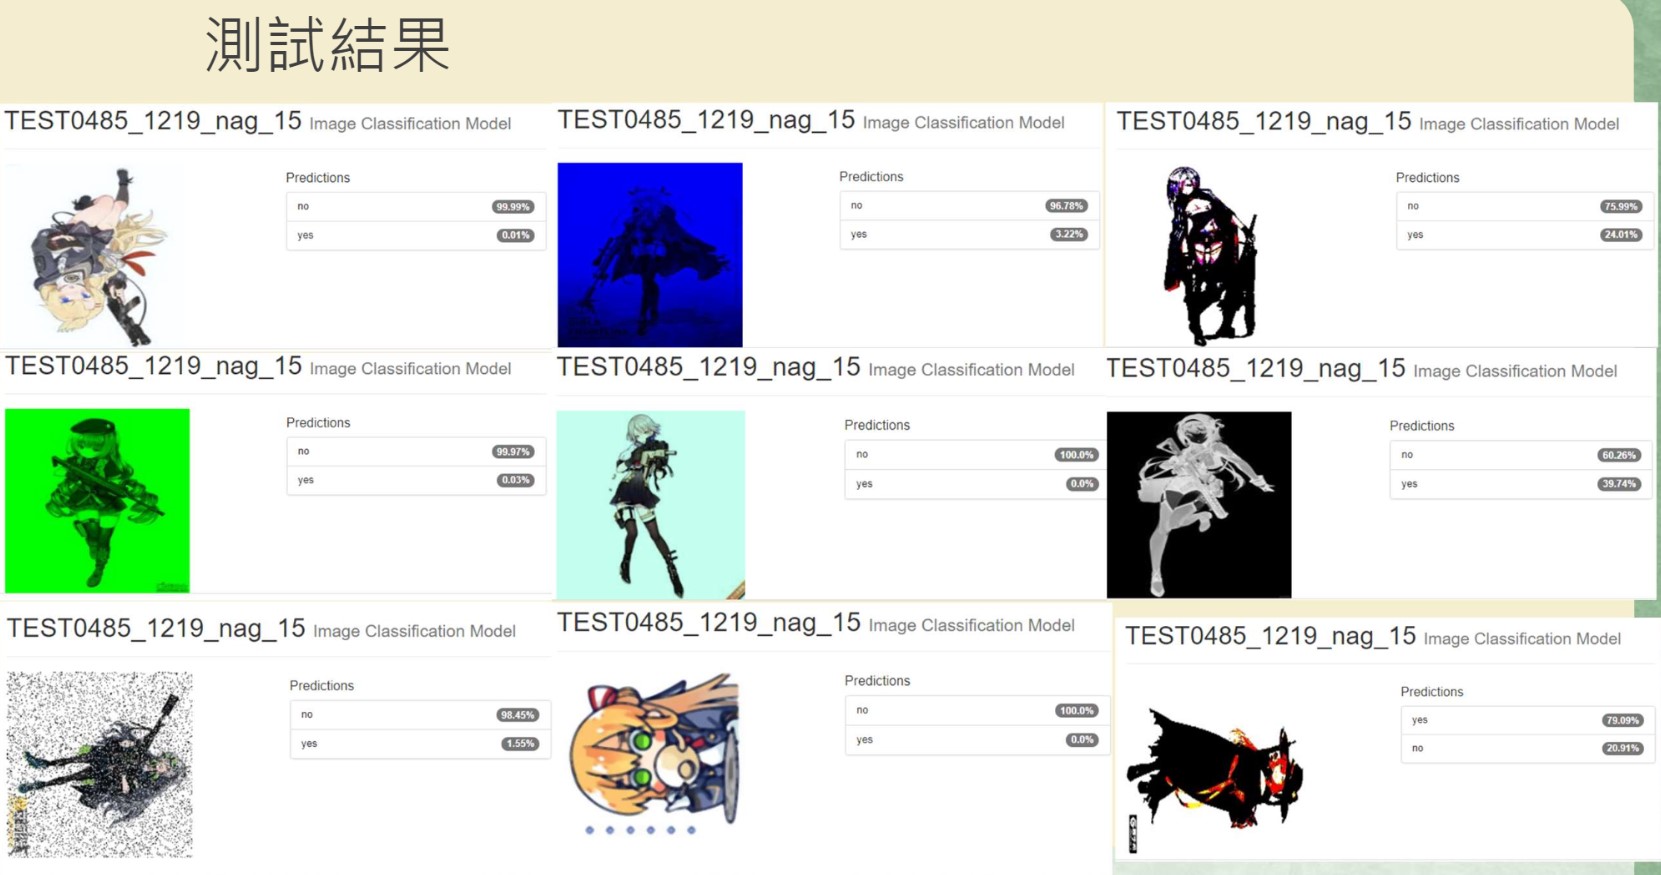 測試結果
TEST0485_1219_nag_15 Image Classification Model
Predictions
no 99.99%
yes 0.01%
TEST0485_1219_nag_15 Image Classification Model
Predictions
no 96.78%
yes 3.22%
TEST0485_1219_nag_15 Image Classification Model
Predictions
no 75.99%
yes 24.01%
TEST0485_1219_nag_15 Image Classification Model
Predictions
no 99.97%
yes 0.03%
TEST0485_1219_nag_15 Image Classification Model
Predictions
no 100.0%
yes 0.0%
TEST0485_1219_nag_15 Image Classification Model
Predictions
no 60.26%
yes 39.74%
TEST0485_1219_nag_15 Image Classification Model
Predictions
no 98.45%
yes 1.55%
TEST0485_1219_nag_15 Image Classification Model
Predictions
no 100.0%
yes 0.0%
TEST0485_1219_nag_15 Image Classification Model
Predictions
yes 79.09%
no 20.91%